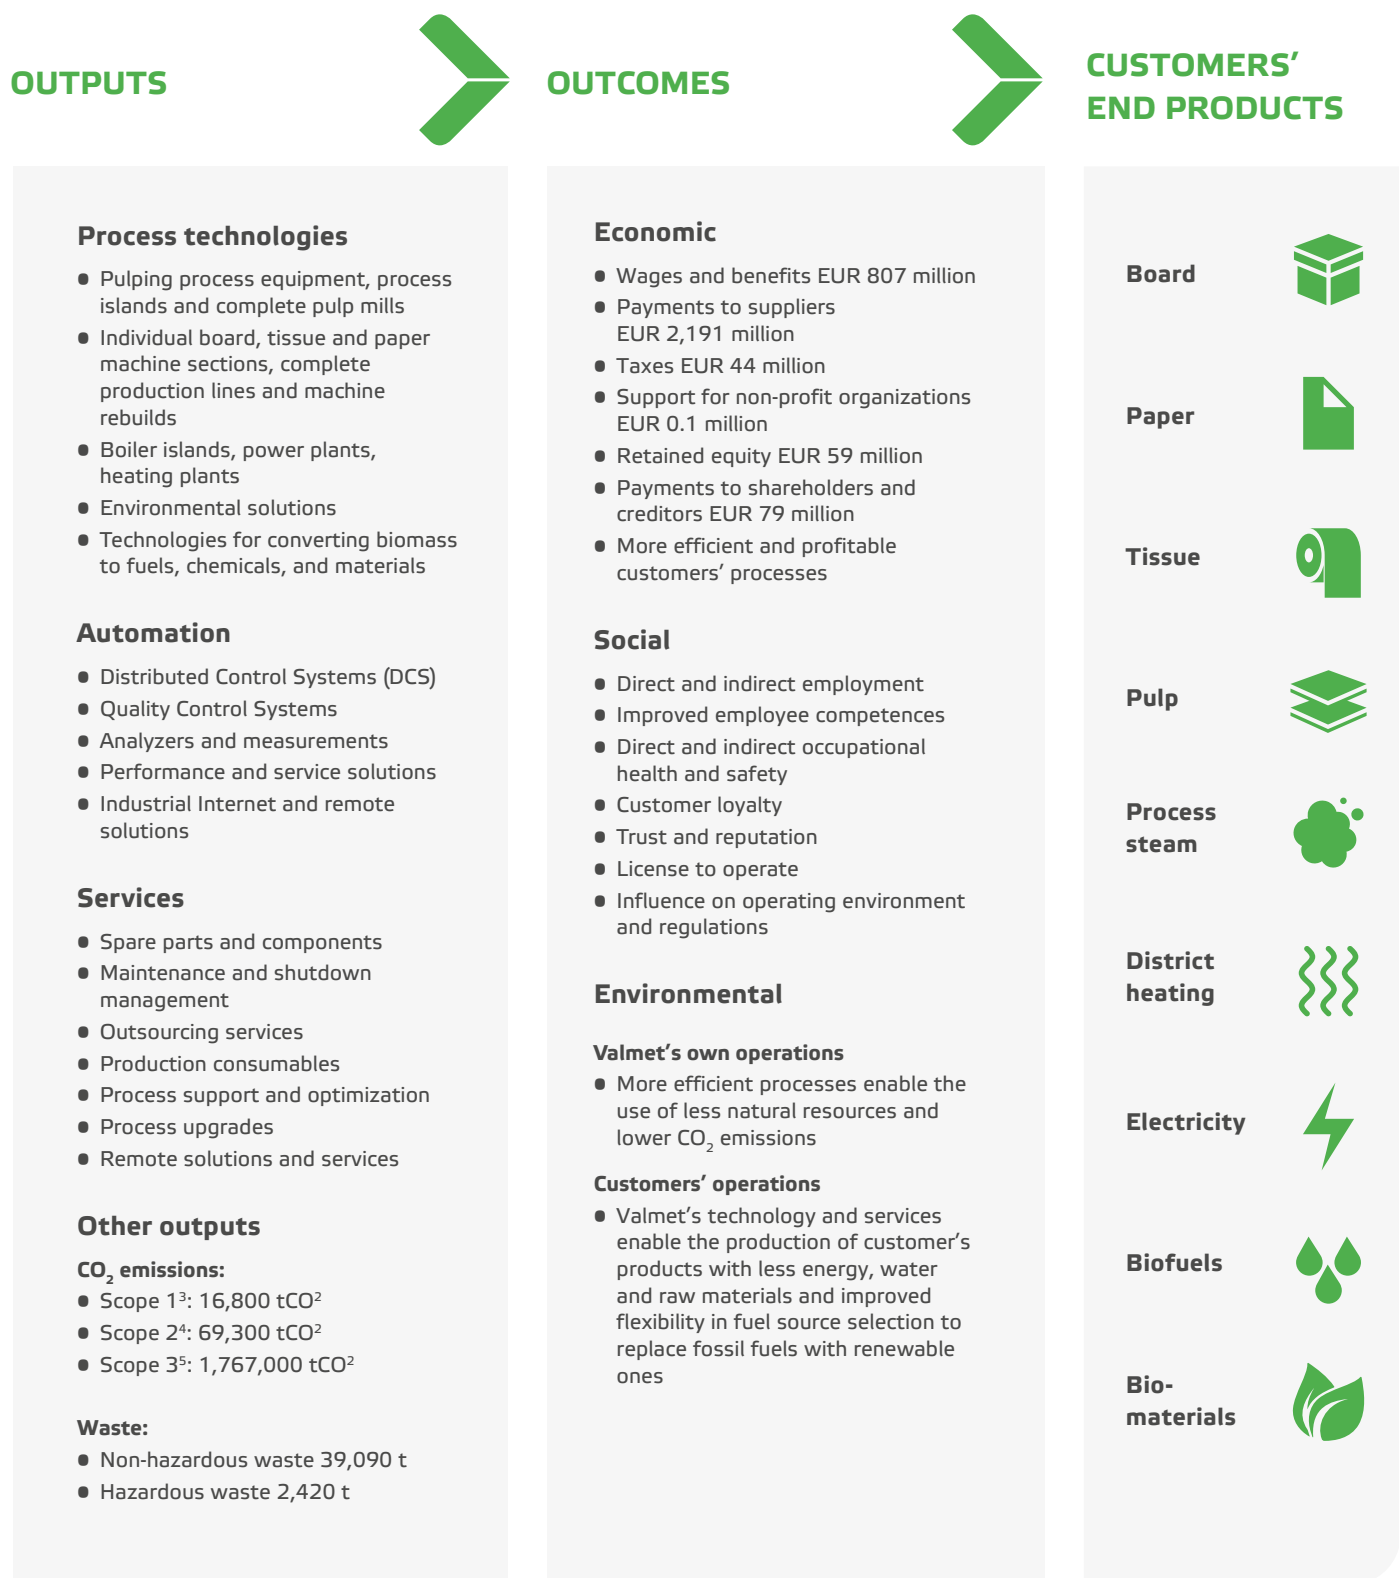 OUTPUTS
Process technologies
• Pulping process equipment, process
islands and complete pulp mills
• Individual board, tissue and paper
machine sections, complete
production lines and machine
rebuilds
• Boiler islands, power plants,
heating plants
• Environmental solutions
• Technologies for converting biomass
to fuels, chemicals, and materials
Automation
• Distributed Control Systems (DCS)
• Quality Control Systems
• Analyzers and measurements
• Performance and service solutions
• Industrial Internet and remote
solutions
Services
• Spare parts and components
• Maintenance and shutdown
management
• Outsourcing services
• Production consumables
• Process support and optimization
• Process upgrades
• Remote solutions and services
Other outputs
CO₂ emissions:
• Scope 1³: 16,800 tCO²
• Scope 2⁴: 69,300 tCO²
• Scope 3⁵: 1,767,000 tCO²
Waste:
• Non-hazardous waste 39,090 t
• Hazardous waste 2,420 t
OUTCOMES
Economic
• Wages and benefits EUR 807 million
• Payments to suppliers
EUR 2,191 million
• Taxes EUR 44 million
• Support for non-profit organizations
EUR 0.1 million
• Retained equity EUR 59 million
• Payments to shareholders and
creditors EUR 79 million
• More efficient and profitable
customers’ processes
Social
• Direct and indirect employment
• Improved employee competences
• Direct and indirect occupational
health and safety
• Customer loyalty
• Trust and reputation
• License to operate
• Influence on operating environment
and regulations
Environmental
Valmet’s own operations
• More efficient processes enable the
use of less natural resources and
lower CO₂ emissions
Customers’ operations
• Valmet’s technology and services
enable the production of customer’s
products with less energy, water
and raw materials and improved
flexibility in fuel source selection to
replace fossil fuels with renewable
ones
CUSTOMERS’
END PRODUCTS
Board
Paper
Tissue
Pulp
Process
steam
District
heating
Electricity
Biofuels
Bio-
materials